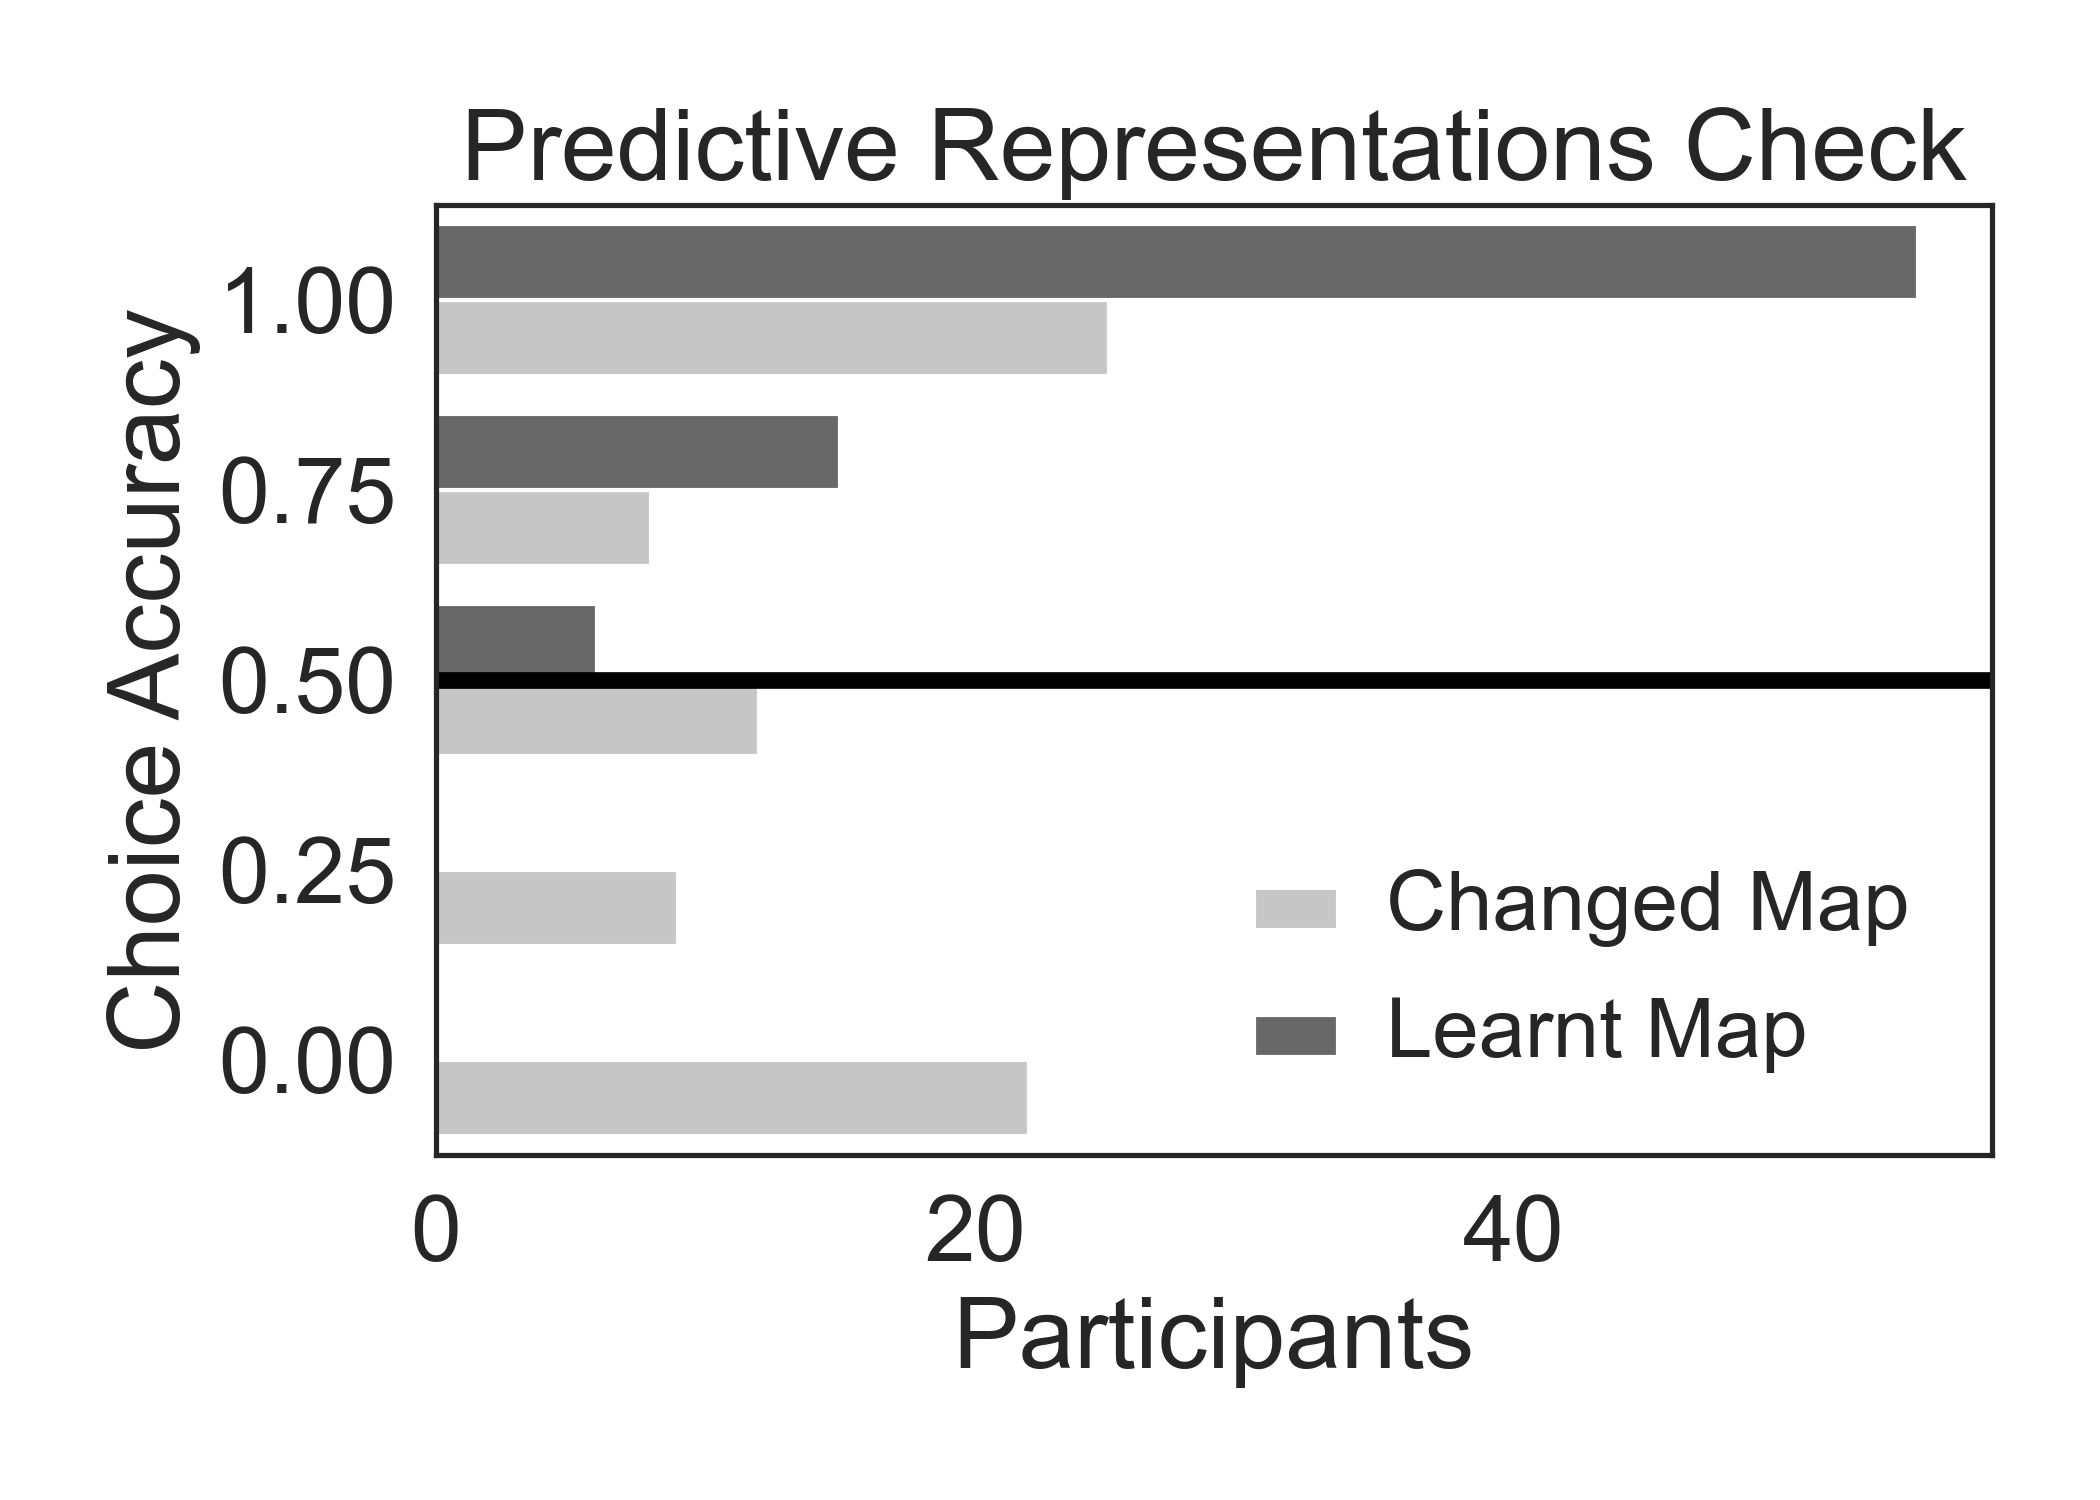 Predictive Representations Check
Choice Accuracy
1.00
0.75
0.50
0.25
0.00
Changed Map
Learnt Map
0 20 40
Participants